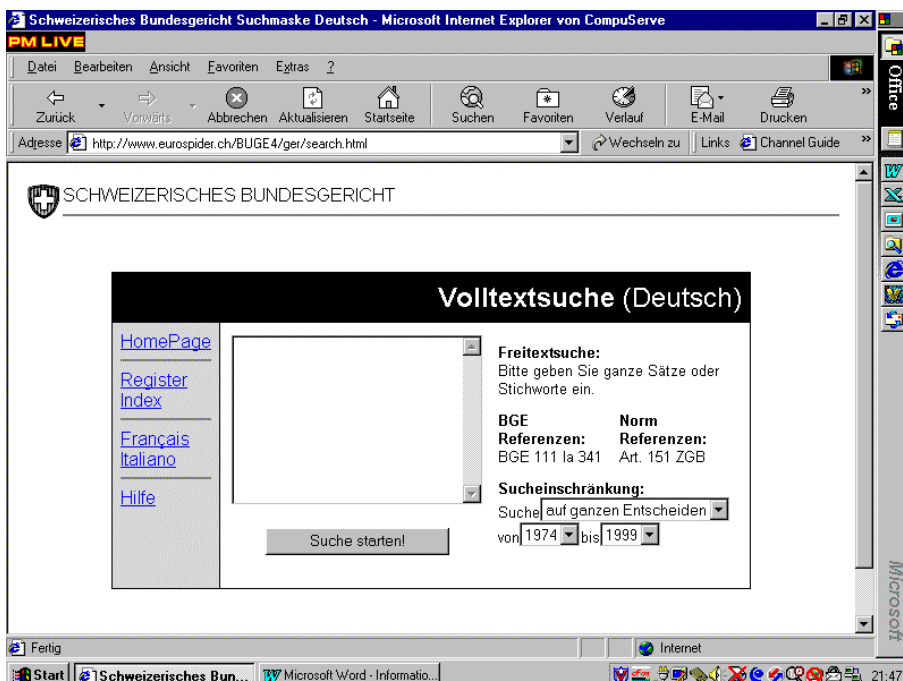 Schweizerisches Bundesgericht Suchmaske Deutsch - Microsoft Internet Explorer von CompuServe
PM LIVE
Datei Bearbeiten Ansicht Favoriten Extras ?
Zurück Vorwärts Abbrechen Aktualisieren Startseite Suchen Favoriten Verlauf E-Mail Drucken »
Adresse http://www.eurospider.ch/BUGE4/ger/search.html Wechseln zu Links Channel Guide »
Office
SCHWEIZERISCHES BUNDESGERICHT
Volltextsuche (Deutsch)
HomePage
Register
Index
Français
Italiano
Hilfe
Suche starten!
Freitextsuche:
Bitte geben Sie ganze Sätze oder
Stichworte ein.
BGE Norm
Referenzen: Referenzen:
BGE 111 Ia 341 Art. 151 ZGB
Sucheinschränkung:
Suche auf ganzen Entscheiden
von 1974 bis 1999
Microsoft
Fertig Internet
Start Schweizerisches Bun... Microsoft Word - Informatio... 21:47